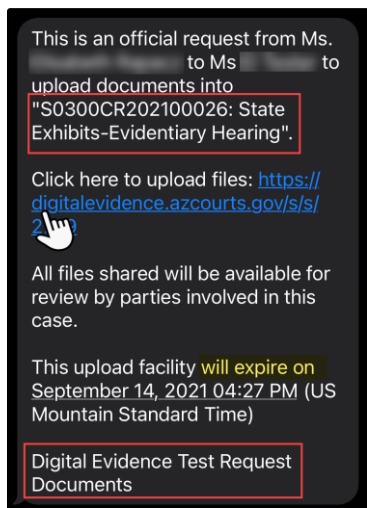 This is an official request from Ms.
to Ms to
upload documents into
"S0300CR202100026: State
Exhibits-Evidentiary Hearing".
Click here to upload files: https://
digitalevidence.azcourts.gov/s/s/
All files shared will be available for
review by parties involved in this
case.
This upload facility will expire on
September 14, 2021 04:27 PM (US
Mountain Standard Time)
Digital Evidence Test Request
Documents